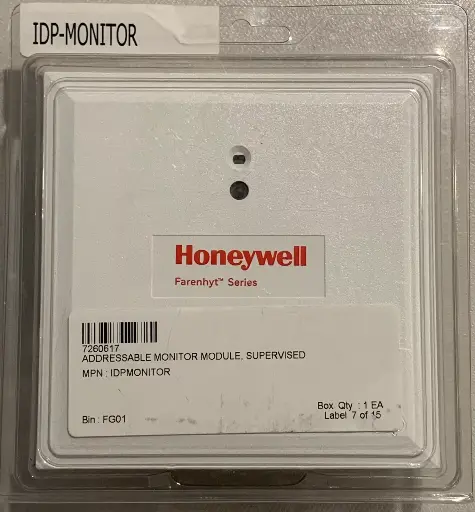 IDP-MONITOR
Honeywell
Farenhyt™ Series
7260617
ADDRESSABLE MONITOR MODULE, SUPERVISED
MPN : IDPMONITOR
Box Qty : 1 EA
Bin : FG01
Label 7 of 15